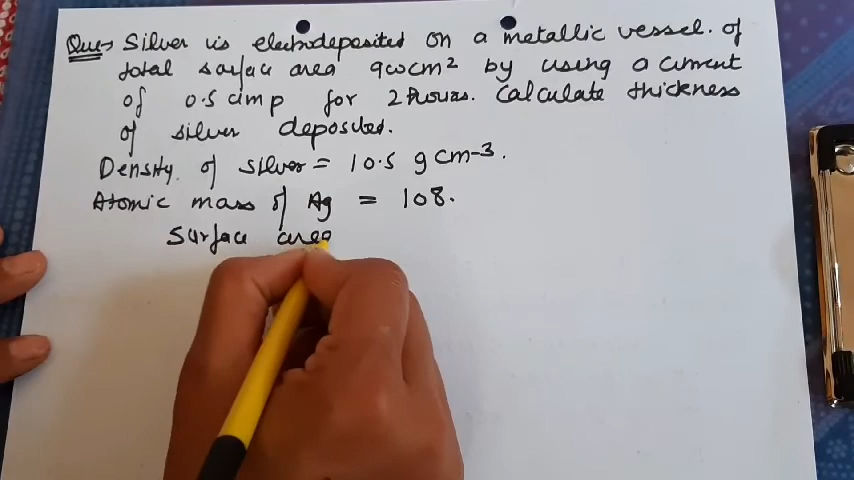 Ques Silver is electrodeposited on a metallic vessel. of
total surface area 900cm² by using a current
of 0.5 amp for 2 hours. Calculate thickness
of silver deposited.
Density of silver = 10.5 g cm-3.
Atomic mass of Ag = 108.
Surface area